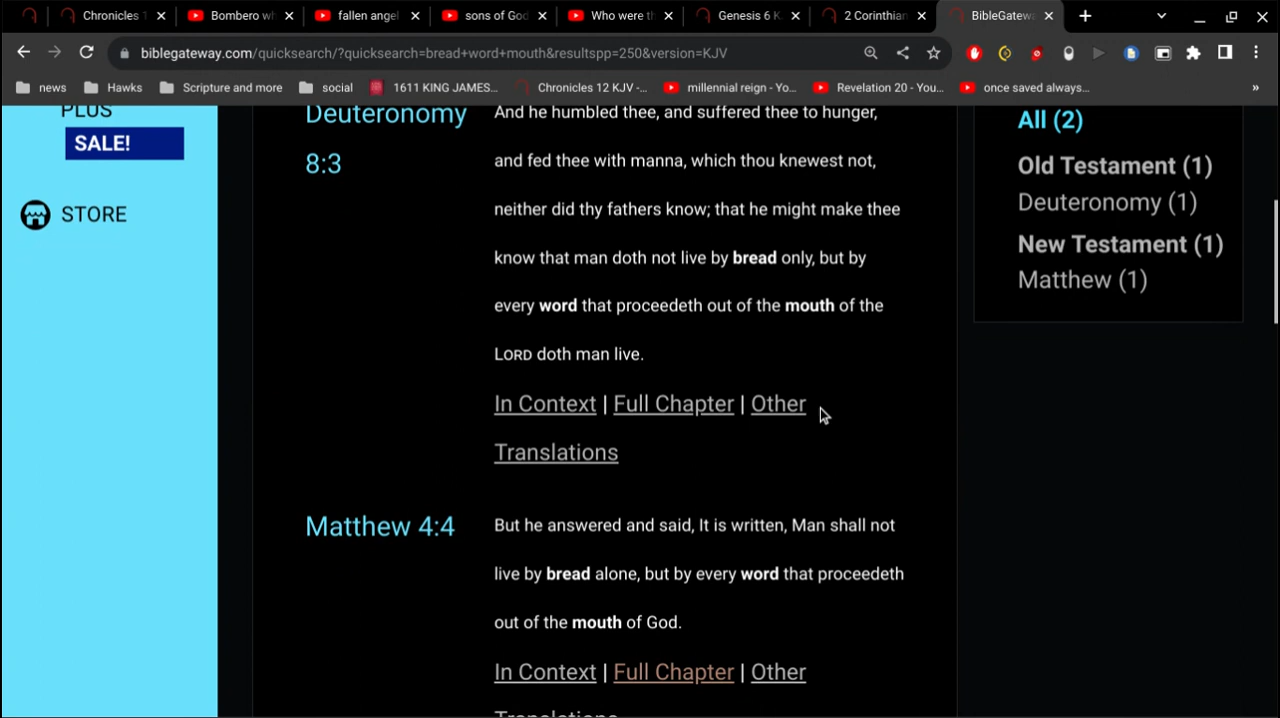 Chronicles 1
Bombero wh
fallen angel
sons of God
Who were th
Genesis 6 K
2 Corinthian
BibleGatewa
biblegateway.com/quicksearch/?quicksearch=bread+word+mouth&resultspp=250&version=KJV
news
Hawks
Scripture and more
social
1611 KING JAMES...
Chronicles 12 KJV -...
millennial reign - Yo...
Revelation 20 - You...
once saved always...
»
PLUS
SALE!
STORE
Deuteronomy
8:3
And he humbled thee, and suffered thee to hunger,
and fed thee with manna, which thou knewest not,
neither did thy fathers know; that he might make thee
know that man doth not live by bread only, but by
every word that proceedeth out of the mouth of the
LORD doth man live.
In Context | Full Chapter | Other
Translations
Matthew 4:4
But he answered and said, It is written, Man shall not
live by bread alone, but by every word that proceedeth
out of the mouth of God.
In Context | Full Chapter | Other
Translations
All (2)
Old Testament (1)
Deuteronomy (1)
New Testament (1)
Matthew (1)